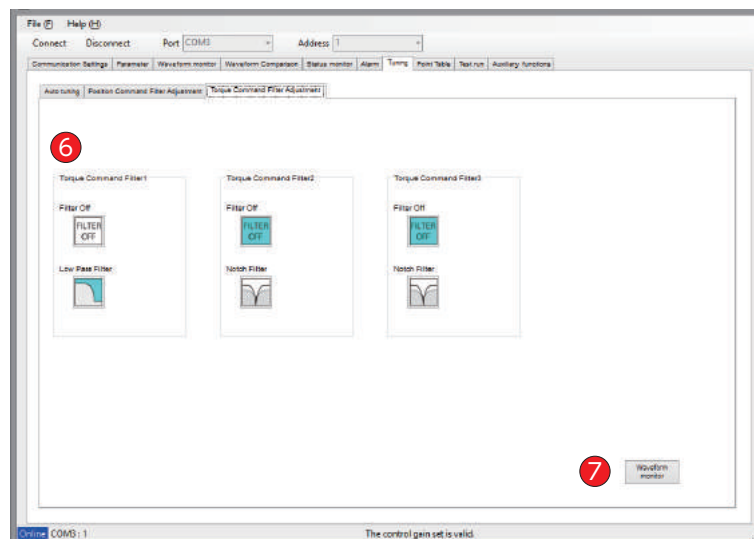 File (F) Help (H)
Connect Disconnect Port COM3 Address 1
Communication Settings Parameter Waveform monitor Waveform Comparison Status monitor Alarm Tuning Point Table Test run Auxiliary functions
Auto tuning Position Command Filter Adjustment Torque Command Filter Adjustment
6
Torque Command Filter1 Torque Command Filter2 Torque Command Filter3
Filter Off Filter Off Filter Off
FILTER OFF FILTER OFF FILTER OFF
Low Pass Filter Notch Filter Notch Filter
7
Waveform
monitor
Online COM3 : 1 The control gain set is valid.